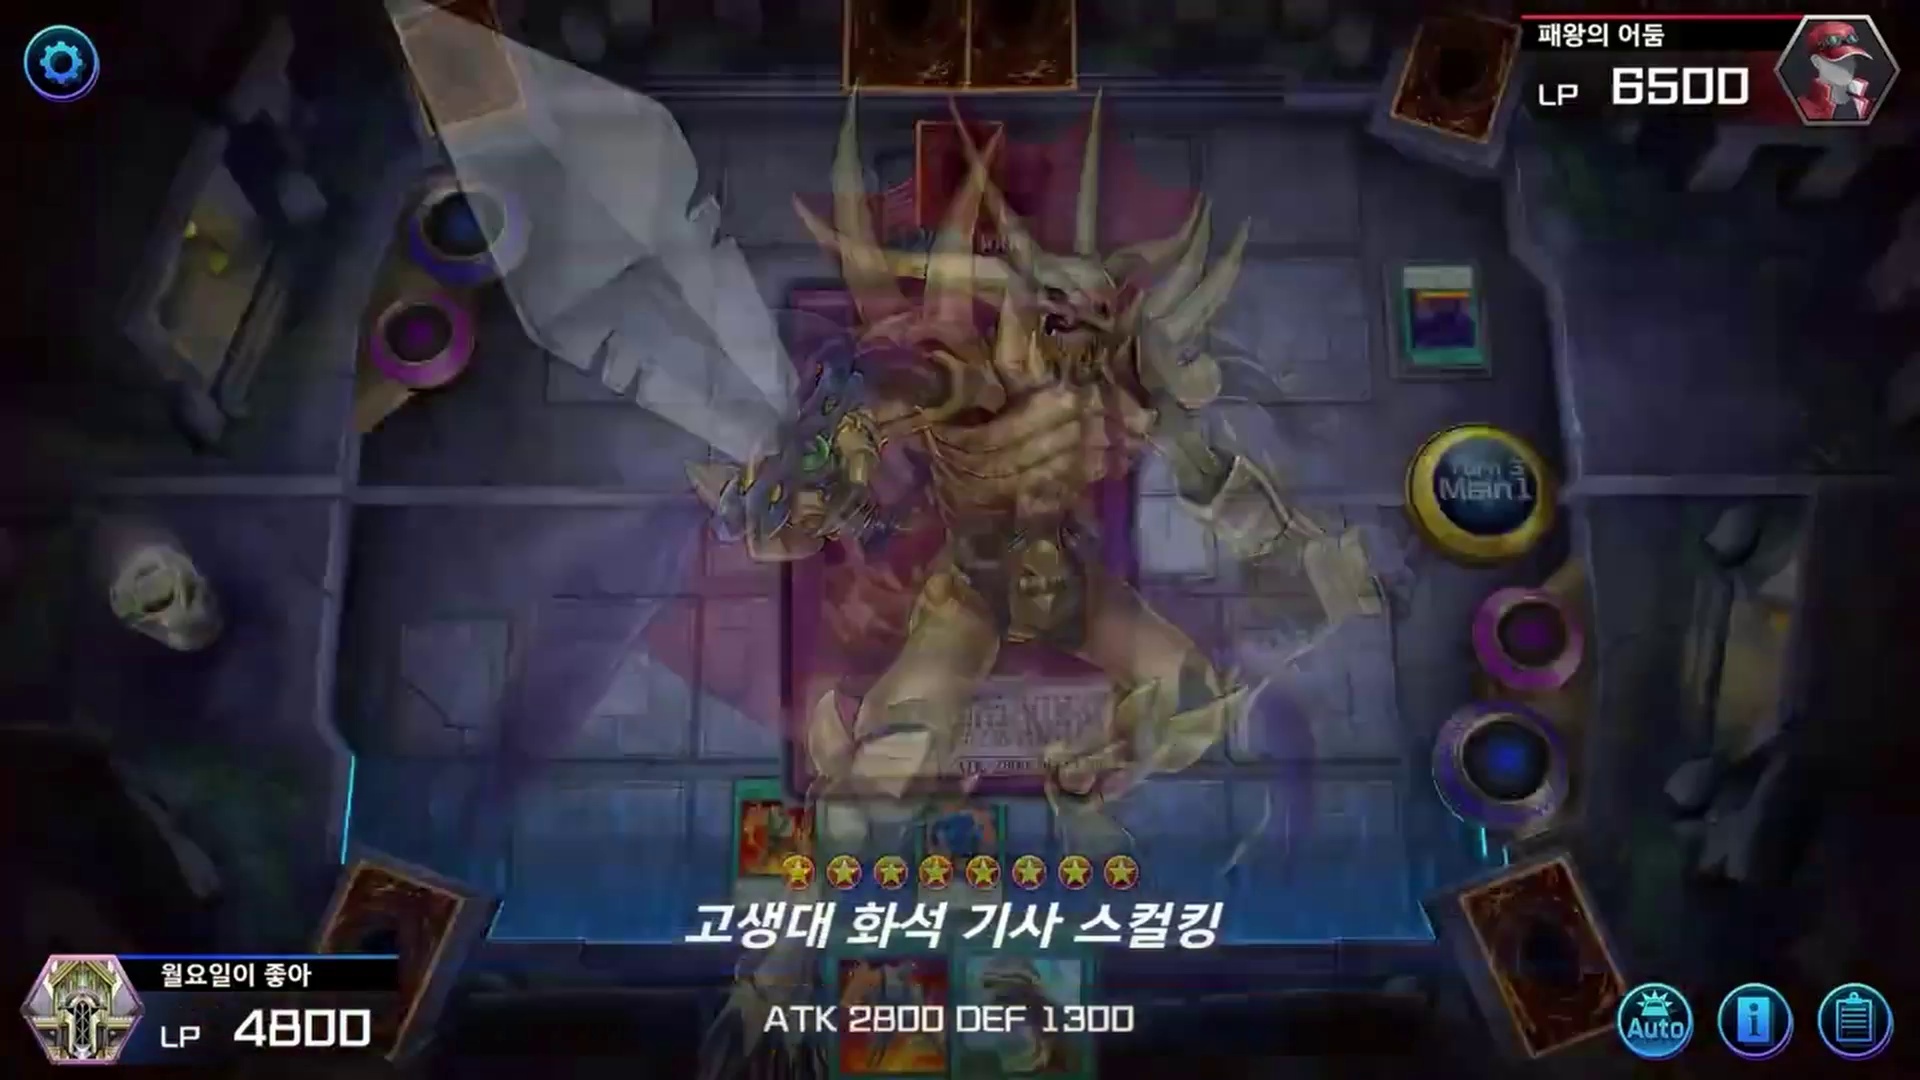 패왕의 어둠
LP 6500
Turn 3
Main1
고생대 화석 기사 스컬킹
ATK 2800 DEF 1300
월요일이 좋아
LP 4800
Auto